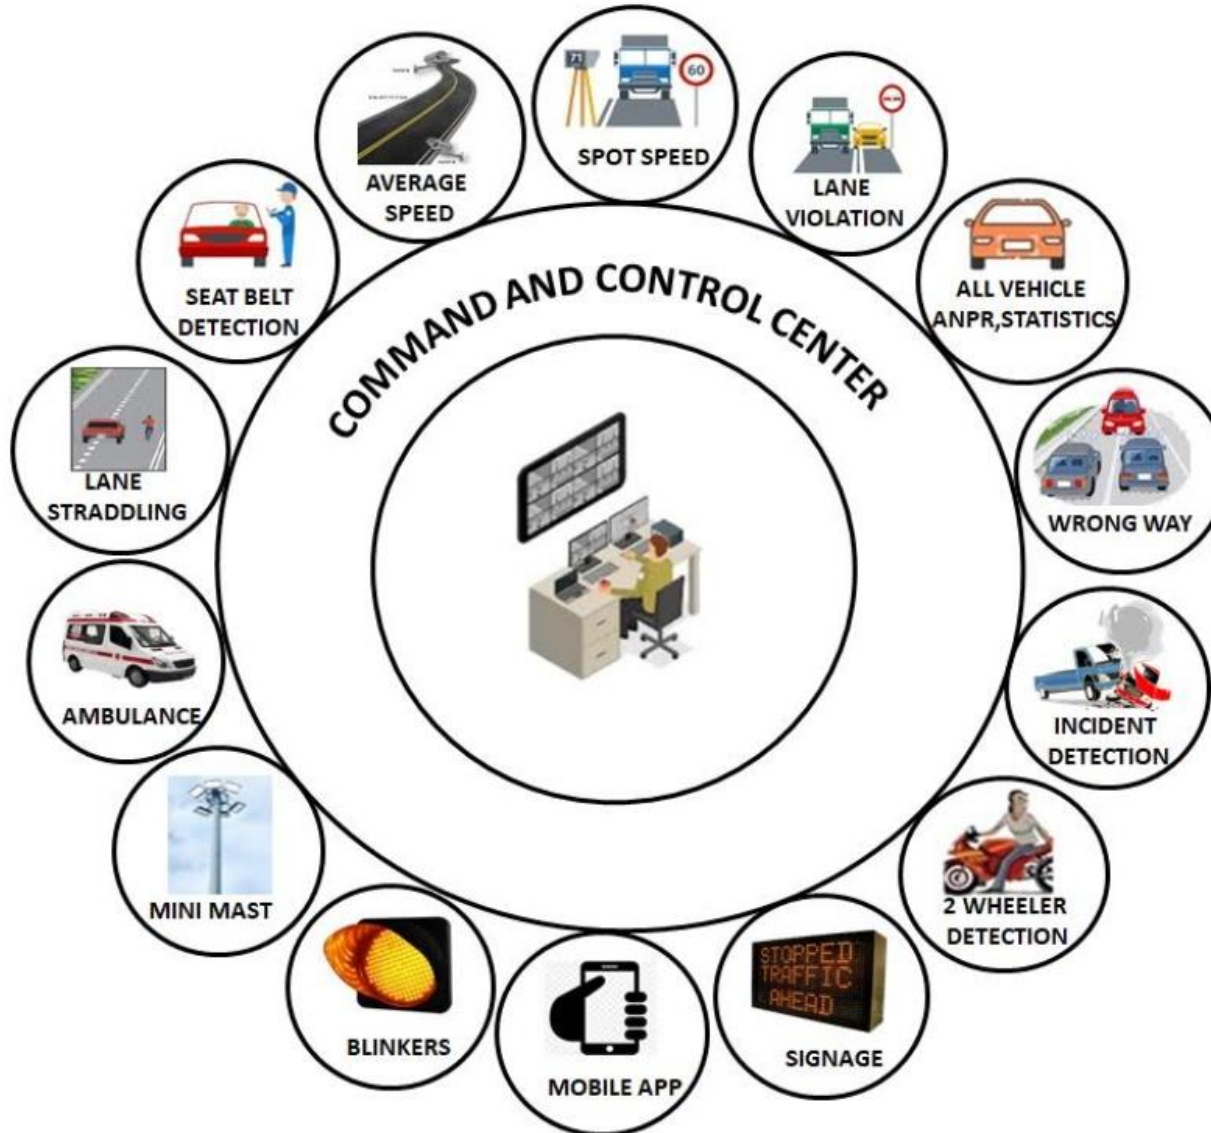 COMMAND AND CONTROL CENTER
71
60
SPOT SPEED
LANE
VIOLATION
ALL VEHICLE
ANPR,STATISTICS
WRONG WAY
INCIDENT
DETECTION
2 WHEELER
DETECTION
STOPPED
TRAFFIC
AHEAD
SIGNAGE
MOBILE APP
BLINKERS
MINI MAST
AMBULANCE
LANE
STRADDLING
SEAT BELT
DETECTION
AVERAGE
SPEED